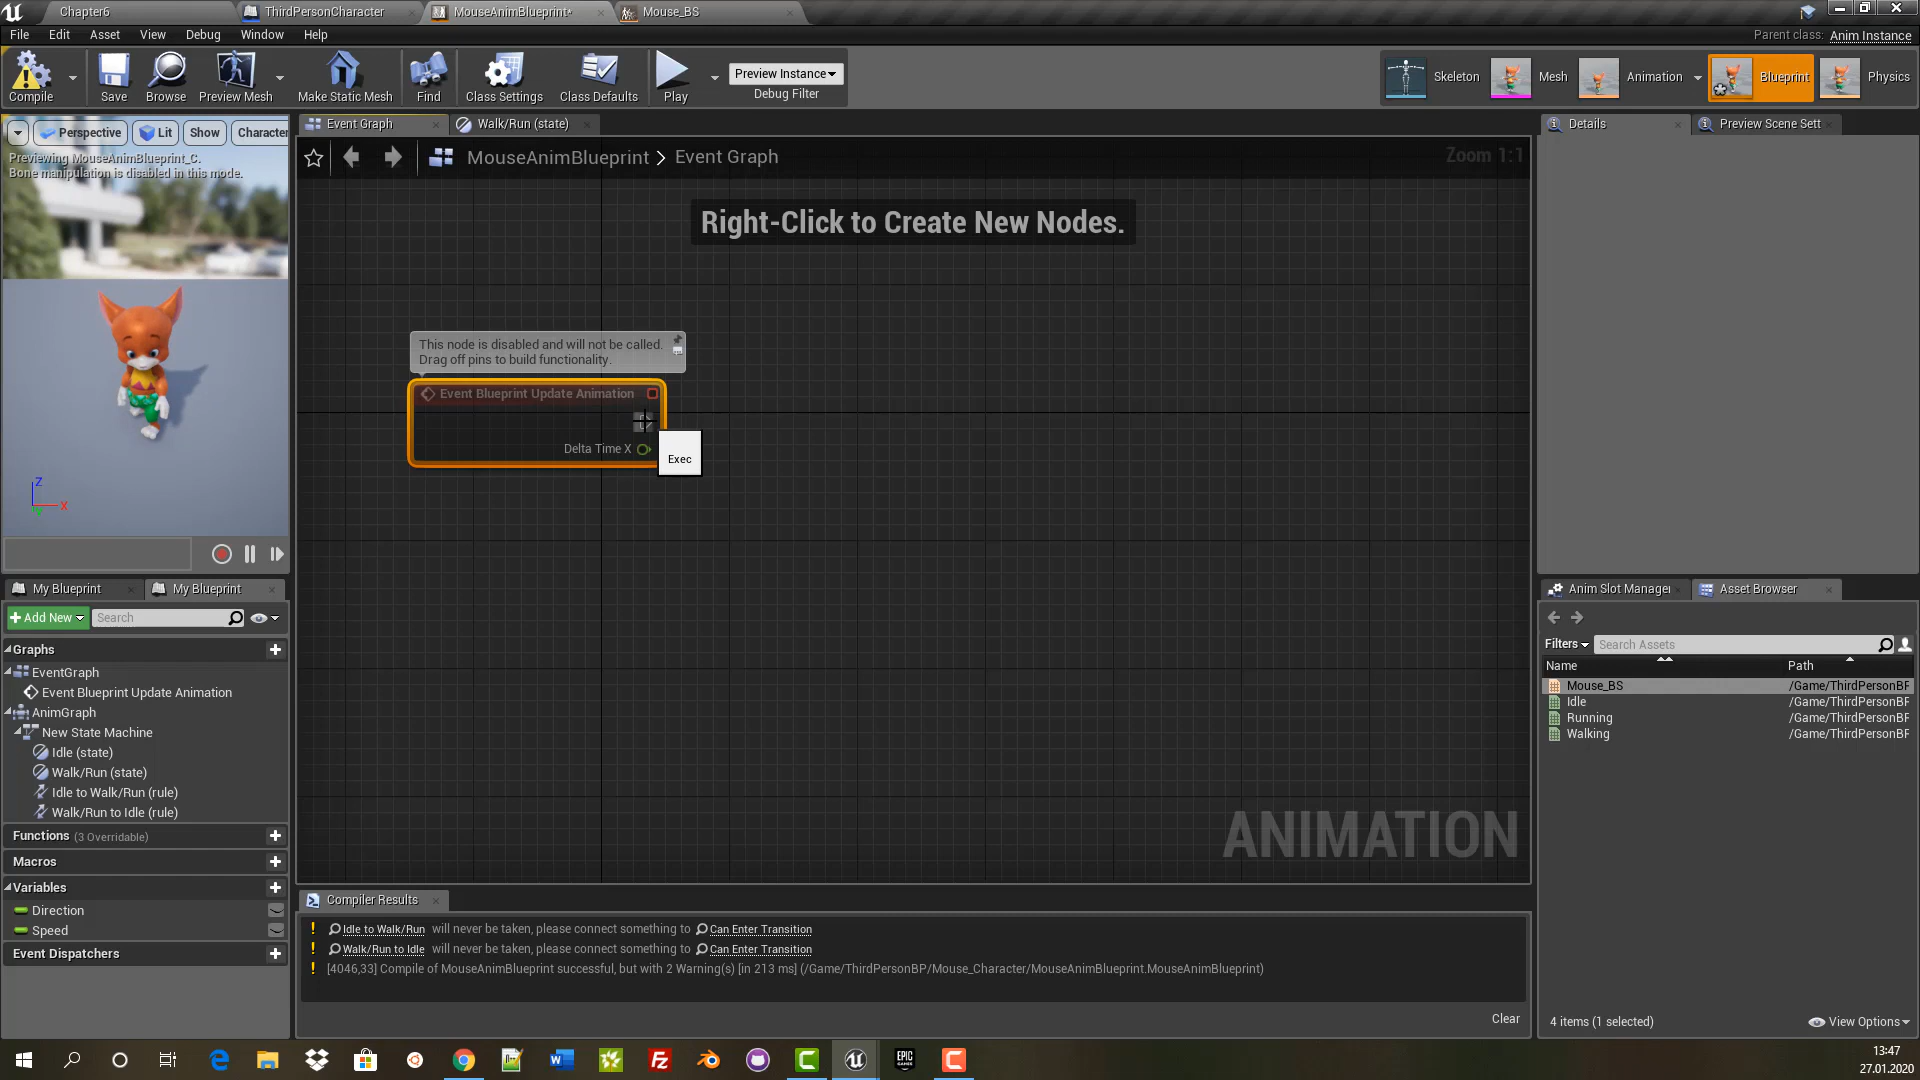 Chapter6
ThirdPersonCharacter
MouseAnimBlueprint*
Mouse_BS
File Edit Asset View Debug Window Help
Parent class: Anim Instance
Compile
Save
Browse
Preview Mesh
Make Static Mesh
Find
Class Settings
Class Defaults
Play
Preview Instance
Debug Filter
Skeleton
Mesh
Animation
Blueprint
Physics
Perspective
Lit
Show
Character
Previewing MouseAnimBlueprint_C.
Bone manipulation is disabled in this mode.
Z
X
Event Graph
Walk/Run (state)
MouseAnimBlueprint > Event Graph
Zoom 1:1
Right-Click to Create New Nodes.
This node is disabled and will not be called.
Drag off pins to build functionality.
Event Blueprint Update Animation
Delta Time X
Exec
ANIMATION
Details
Preview Scene Sett
My Blueprint
My Blueprint
Add New
Search
Graphs
EventGraph
Event Blueprint Update Animation
AnimGraph
New State Machine
Idle (state)
Walk/Run (state)
Idle to Walk/Run (rule)
Walk/Run to Idle (rule)
Functions (3 Overridable)
Macros
Variables
Direction
Speed
Event Dispatchers
Compiler Results
Idle to Walk/Run will never be taken, please connect something to Can Enter Transition
Walk/Run to Idle will never be taken, please connect something to Can Enter Transition
[4046,33] Compile of MouseAnimBlueprint successful, but with 2 Warning(s) [in 213 ms] (/Game/ThirdPersonBP/Mouse_Character/MouseAnimBlueprint.MouseAnimBlueprint)
Clear
Anim Slot Manager
Asset Browser
Filters
Search Assets
Name Path
Mouse_BS /Game/ThirdPersonBP
Idle /Game/ThirdPersonBP
Running /Game/ThirdPersonBP
Walking /Game/ThirdPersonBP
4 items (1 selected)
View Options
13:47
27.01.2020